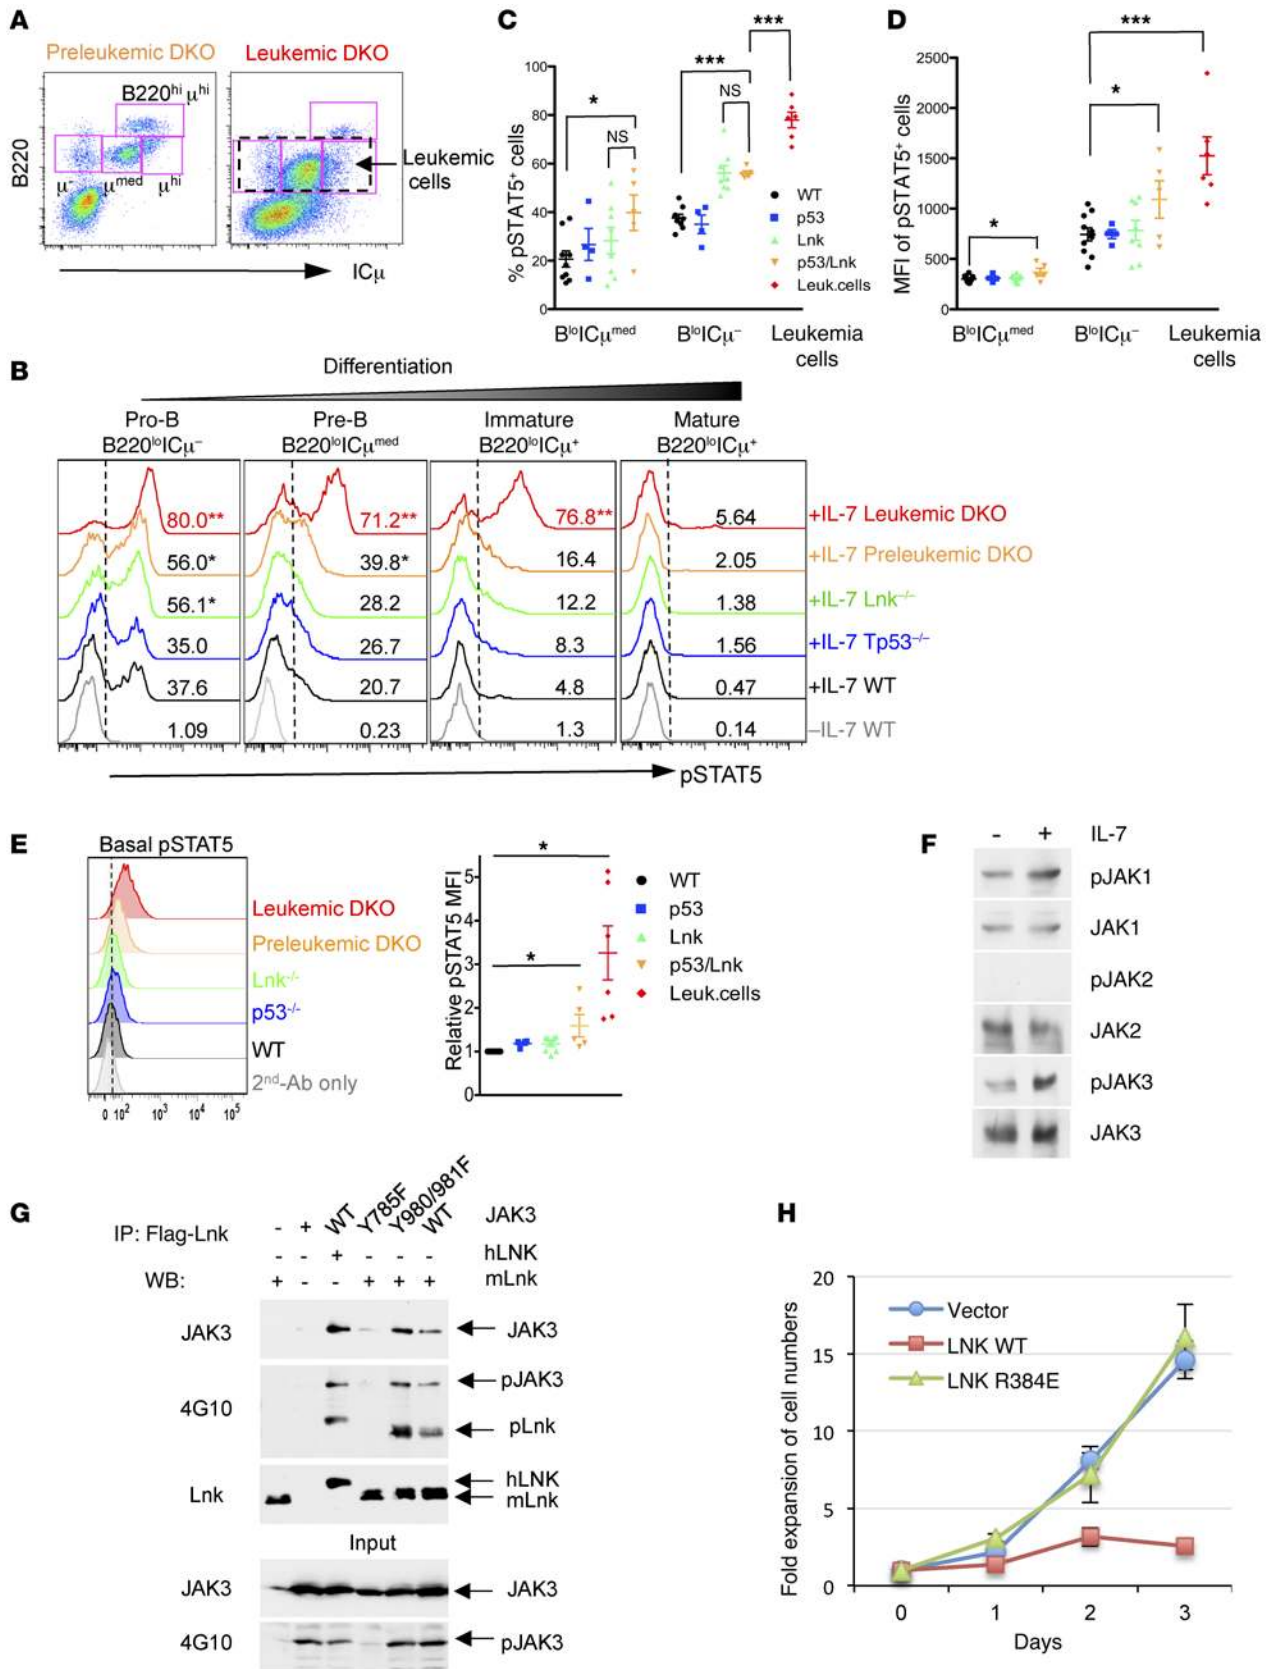 A
Preleukemic DKO
Leukemic DKO
B220hi μhi
μ-
μmed
μhi
Leukemic
cells
B220
ICμ
C
***
***
*
NS
NS
% pSTAT5+ cells
100
80
60
40
20
0
WT
p53
Lnk
p53/Lnk
Leuk.cells
BloICμmed
BloICμ–
Leukemia
cells
D
***
*
*
MFI of pSTAT5+ cells
2500
2000
1500
1000
500
0
BloICμmed
BloICμ–
Leukemia
cells
B
Differentiation
Pro-B
B220loICμ–
Pre-B
B220loICμmed
Immature
B220loICμ+
Mature
B220loICμ+
80.0** 71.2** 76.8** 5.64 +IL-7 Leukemic DKO
56.0* 39.8* 16.4 2.05 +IL-7 Preleukemic DKO
56.1* 28.2 12.2 1.38 +IL-7 Lnk–/–
35.0 26.7 8.3 1.56 +IL-7 Tp53–/–
37.6 20.7 4.8 0.47 +IL-7 WT
1.09 0.23 1.3 0.14 –IL-7 WT
pSTAT5
E
Basal pSTAT5
Leukemic DKO
Preleukemic DKO
Lnk-/-
p53-/-
WT
2nd-Ab only
0 102 103 104 105
Relative pSTAT5 MFI
5
4
3
2
1
0
*
*
WT
p53
Lnk
p53/Lnk
Leuk.cells
F
- + IL-7
pJAK1
JAK1
pJAK2
JAK2
pJAK3
JAK3
G
IP: Flag-Lnk
- + WT Y785F Y980/981F WT JAK3
- - + - - - hLNK
WB:
+ - - + + + mLnk
JAK3
JAK3
4G10
pJAK3
pLnk
Lnk
hLNK
mLnk
Input
JAK3
JAK3
4G10
pJAK3
H
Fold expansion of cell numbers
20
15
10
5
0
Vector
LNK WT
LNK R384E
0 1 2 3
Days